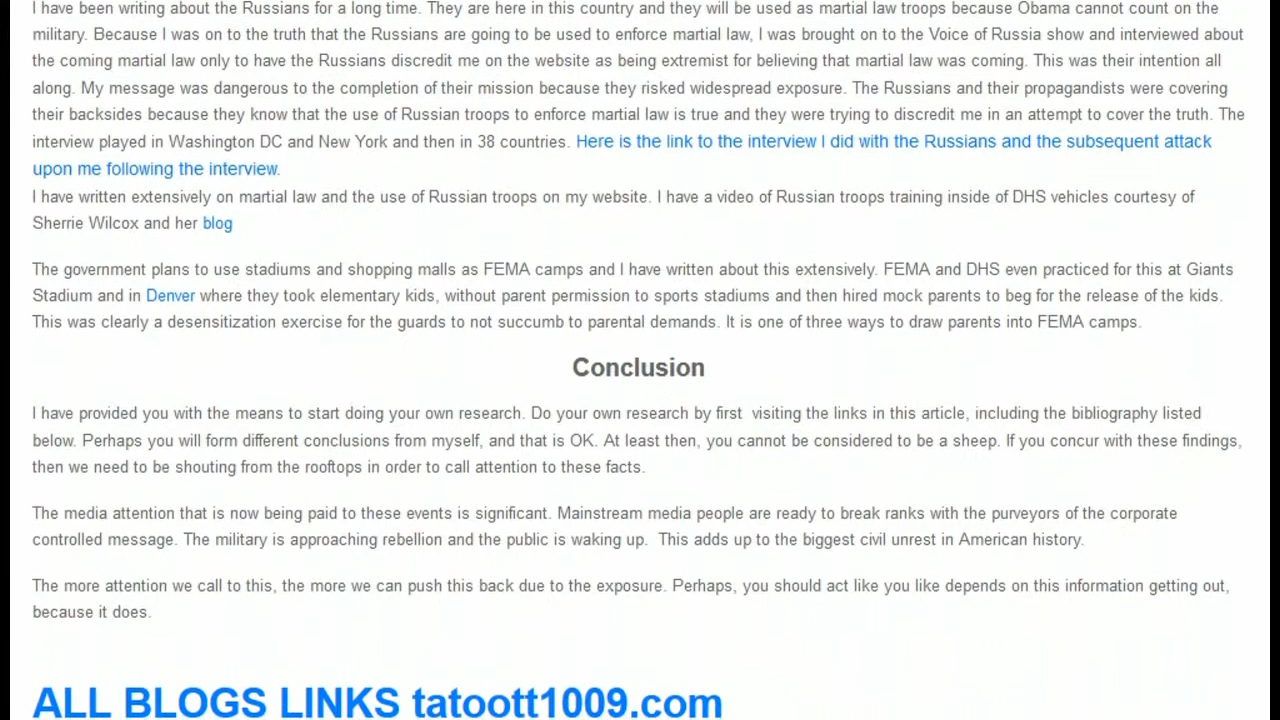 I have been writing about the Russians for a long time. They are here in this country and they will be used as martial law troops because Obama cannot count on the
military. Because I was on to the truth that the Russians are going to be used to enforce martial law, I was brought on to the Voice of Russia show and interviewed about
the coming martial law only to have the Russians discredit me on the website as being extremist for believing that martial law was coming. This was their intention all
along. My message was dangerous to the completion of their mission because they risked widespread exposure. The Russians and their propagandists were covering
their backsides because they know that the use of Russian troops to enforce martial law is true and they were trying to discredit me in an attempt to cover the truth. The
interview played in Washington DC and New York and then in 38 countries. Here is the link to the interview I did with the Russians and the subsequent attack
upon me following the interview.
I have written extensively on martial law and the use of Russian troops on my website. I have a video of Russian troops training inside of DHS vehicles courtesy of
Sherrie Wilcox and her blog
The government plans to use stadiums and shopping malls as FEMA camps and I have written about this extensively. FEMA and DHS even practiced for this at Giants
Stadium and in Denver where they took elementary kids, without parent permission to sports stadiums and then hired mock parents to beg for the release of the kids.
This was clearly a desensitization exercise for the guards to not succumb to parental demands. It is one of three ways to draw parents into FEMA camps.
Conclusion
I have provided you with the means to start doing your own research. Do your own research by first visiting the links in this article, including the bibliography listed
below. Perhaps you will form different conclusions from myself, and that is OK. At least then, you cannot be considered to be a sheep. If you concur with these findings,
then we need to be shouting from the rooftops in order to call attention to these facts.
The media attention that is now being paid to these events is significant. Mainstream media people are ready to break ranks with the purveyors of the corporate
controlled message. The military is approaching rebellion and the public is waking up. This adds up to the biggest civil unrest in American history.
The more attention we call to this, the more we can push this back due to the exposure. Perhaps, you should act like you like depends on this information getting out,
because it does.
ALL BLOGS LINKS tatoott1009.com